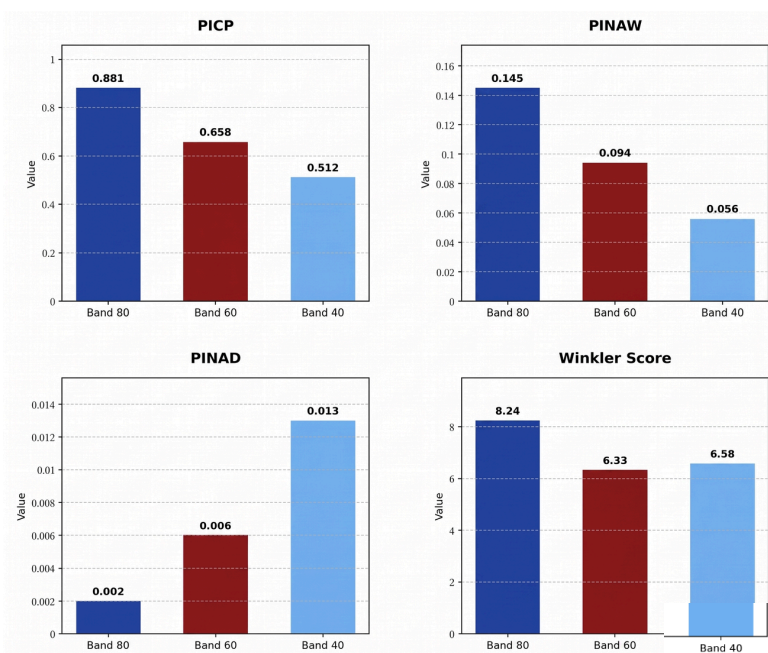 PICP
Value
1
0.8
0.6
0.4
0.2
0
0.881
0.658
0.512
Band 80
Band 60
Band 40
PINAW
Value
0.16
0.14
0.12
0.1
0.08
0.06
0.04
0.02
0
0.145
0.094
0.056
Band 80
Band 60
Band 40
PINAD
Value
0.014
0.012
0.01
0.008
0.006
0.004
0.002
0
0.002
0.006
0.013
Band 80
Band 60
Band 40
Winkler Score
Value
8
6
4
2
0
8.24
6.33
6.58
Band 80
Band 60
Band 40